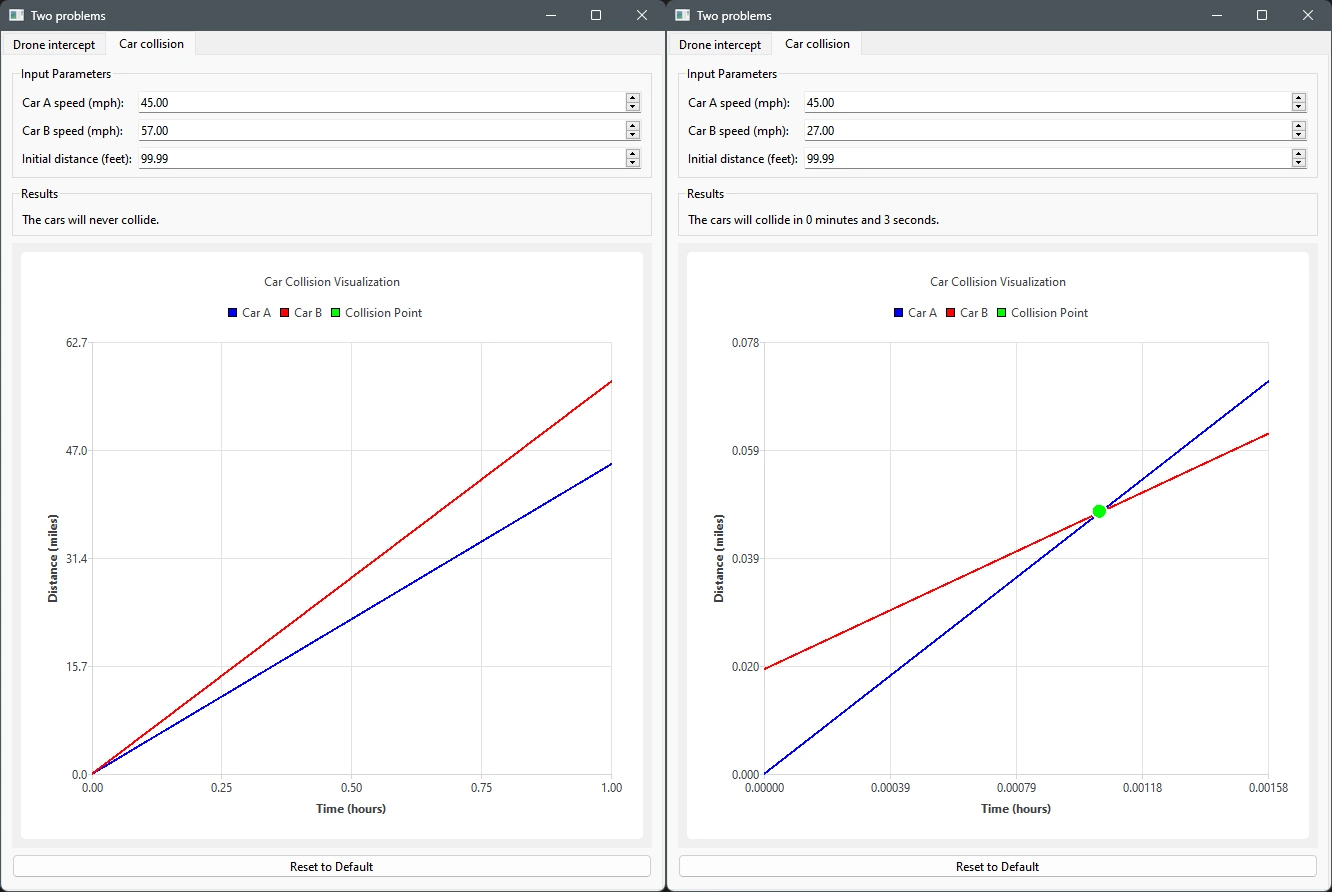 Two problems
Drone intercept
Car collision
Input Parameters
Car A speed (mph):
45.00
Car B speed (mph):
57.00
Initial distance (feet):
99.99
Results
The cars will never collide.
Car Collision Visualization
Car A
Car B
Collision Point
62.7
47.0
31.4
15.7
0.0
Distance (miles)
0.00
0.25
0.50
0.75
1.00
Time (hours)
Reset to Default
Two problems
Drone intercept
Car collision
Input Parameters
Car A speed (mph):
45.00
Car B speed (mph):
27.00
Initial distance (feet):
99.99
Results
The cars will collide in 0 minutes and 3 seconds.
Car Collision Visualization
Car A
Car B
Collision Point
0.078
0.059
0.039
0.020
0.000
Distance (miles)
0.00000
0.00039
0.00079
0.00118
0.00158
Time (hours)
Reset to Default